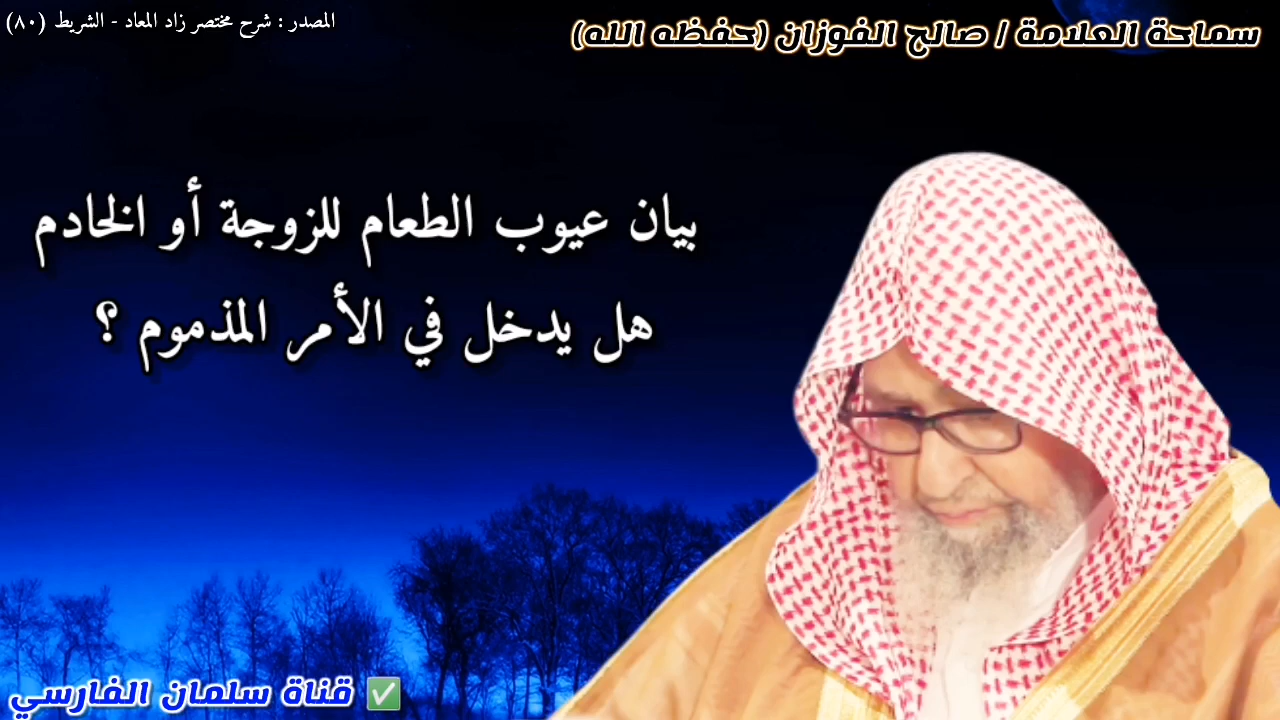 سماحة العلامة / صالح الفوزان (حفظه الله)
المصدر : شرح مختصر زاد المعاد - الشريط (٨٠)
بيان عيوب الطعام للزوجة أو الخادم
هل يدخل في الأمر المذموم ؟
✅ قناة سلمان الفارسي